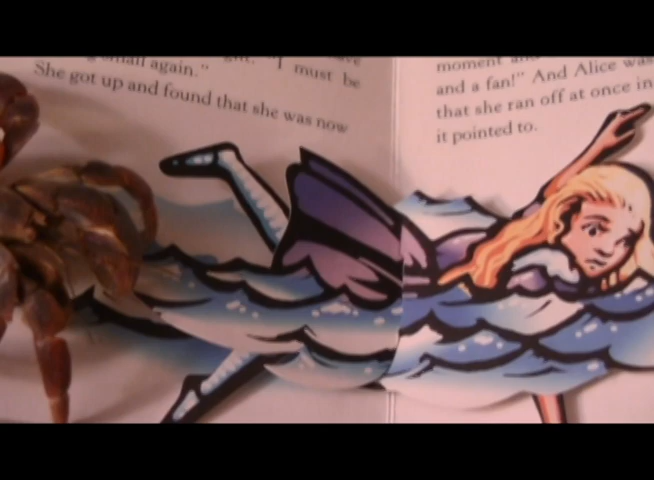 small again." "I must be
She got up and found that she was now
moment and
and a fan!" And Alice was
that she ran off at once in
it pointed to.